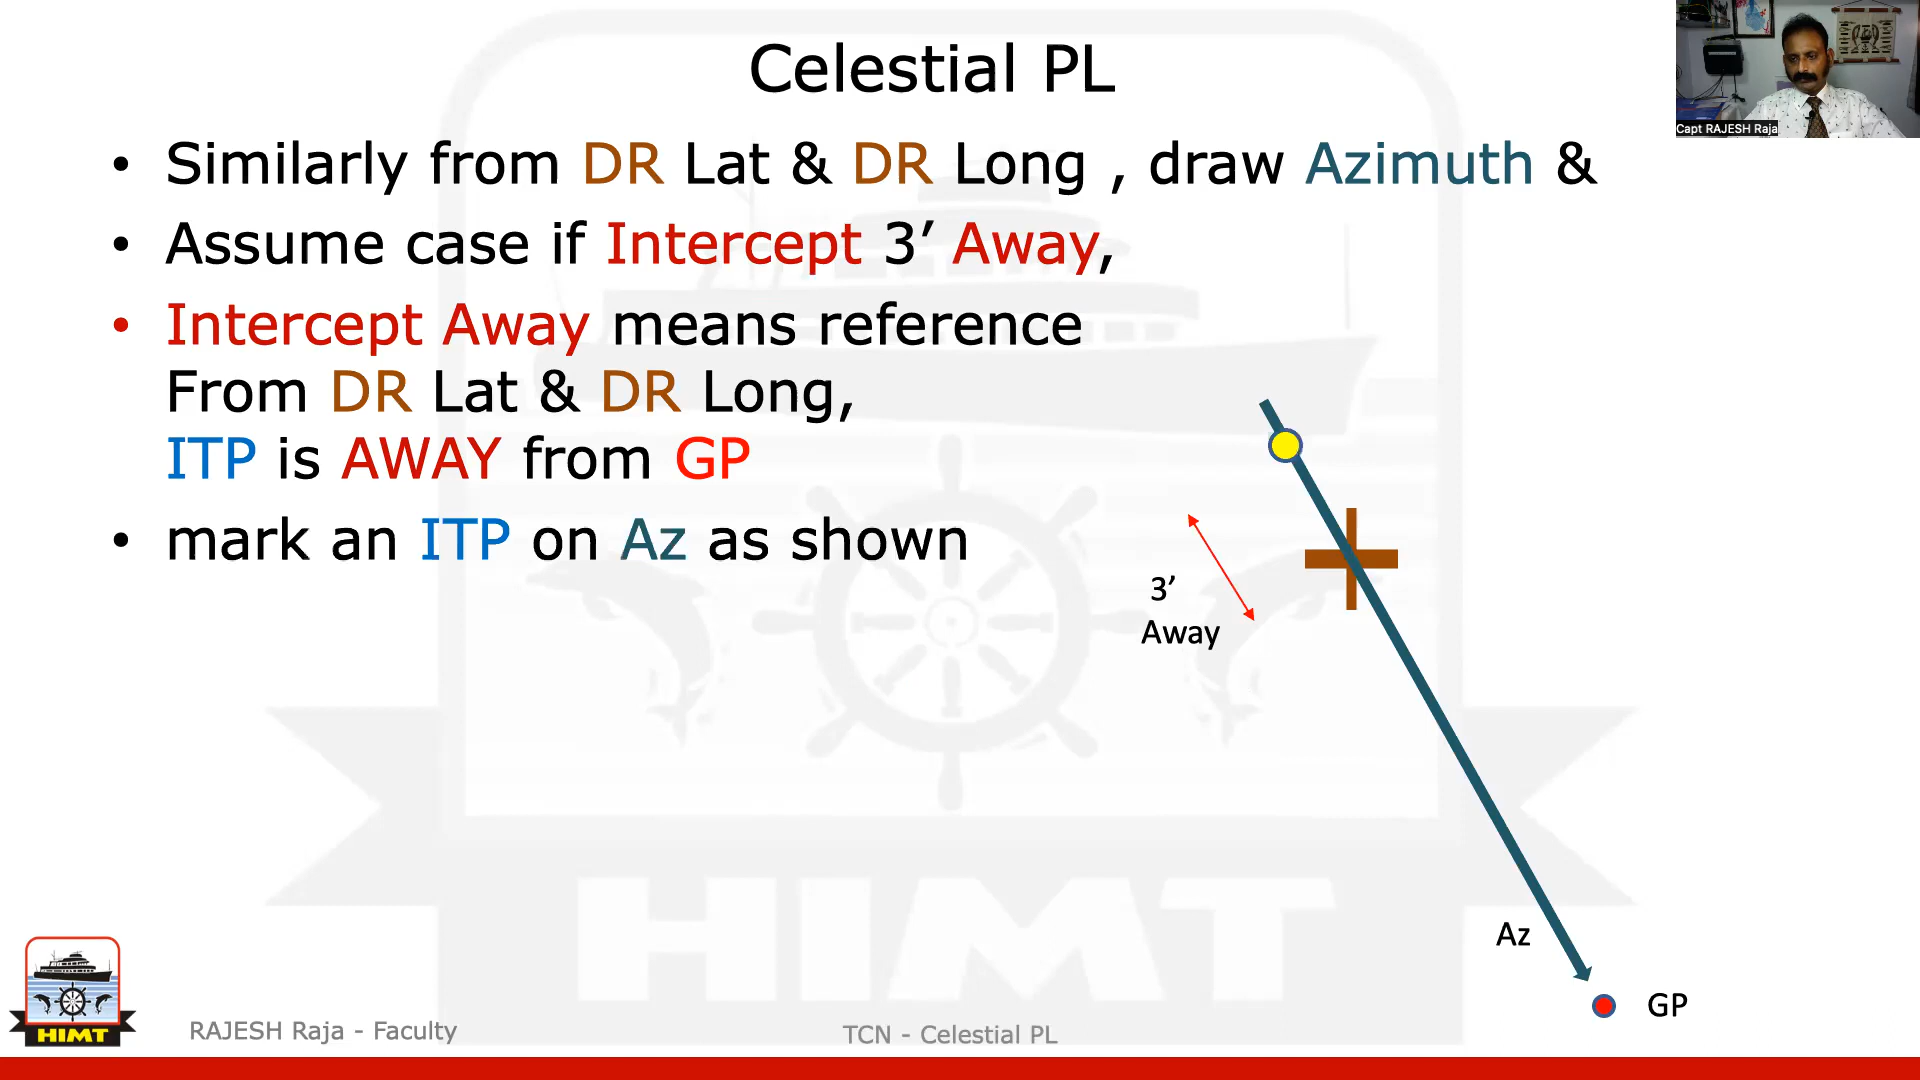 Celestial PL
Capt RAJESH Raja
• Similarly from DR Lat & DR Long , draw Azimuth &
• Assume case if Intercept 3’ Away,
• Intercept Away means reference
From DR Lat & DR Long,
ITP is AWAY from GP
• mark an ITP on Az as shown
3’
Away
Az
GP
HIMT
HIMT
RAJESH Raja - Faculty
TCN - Celestial PL